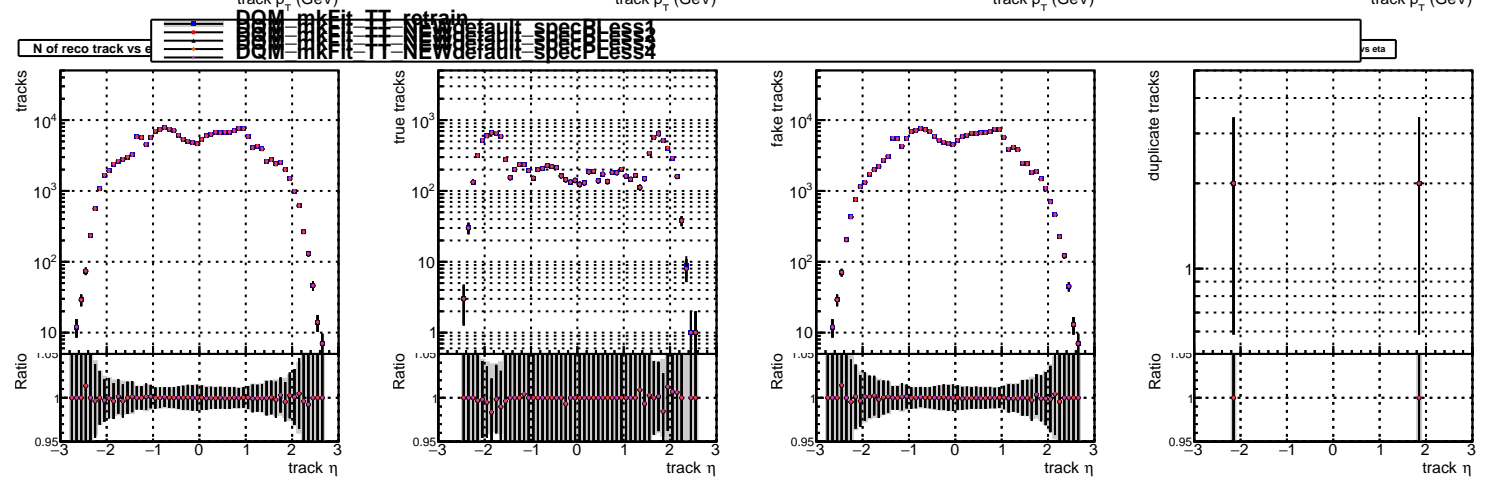 track pT (GeV)
track pT (GeV)
track pT (GeV)
track pT (GeV)
DQM_mkFit_TT_retrain
DQM_mkFit_TT_NEWdefault_specPLess1
DQM_mkFit_TT_NEWdefault_specPLess4
N of reco track vs e
vs eta
tracks
10^4
10^3
10^2
10
1.05
Ratio
1
0.95
−3 −2 −1 0 1 2 3
track η
true tracks
10^3
10^2
10
1
1.05
Ratio
1
0.95
−3 −2 −1 0 1 2 3
track η
fake tracks
10^4
10^3
10^2
10
1.05
Ratio
1
0.95
−3 −2 −1 0 1 2 3
track η
duplicate tracks
1
1.05
Ratio
1
0.95
−3 −2 −1 0 1 2 3
track η